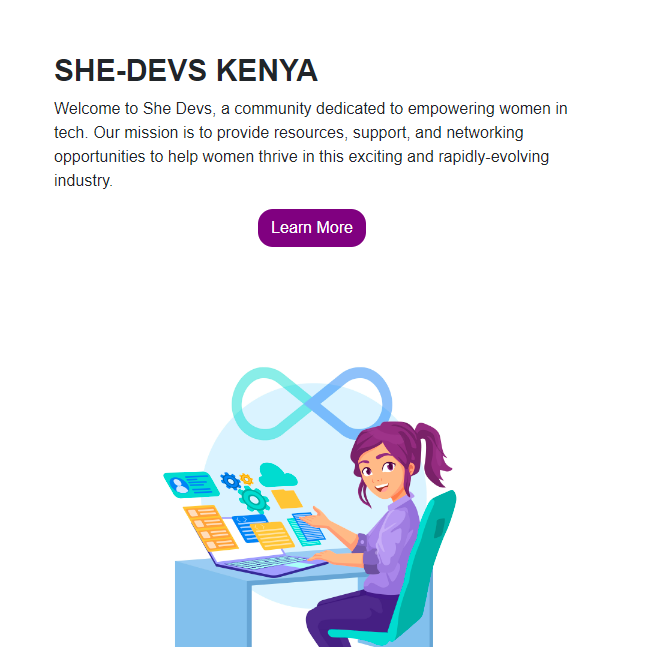 SHE-DEVS KENYA
Welcome to She Devs, a community dedicated to empowering women in
tech. Our mission is to provide resources, support, and networking
opportunities to help women thrive in this exciting and rapidly-evolving
industry.
Learn More